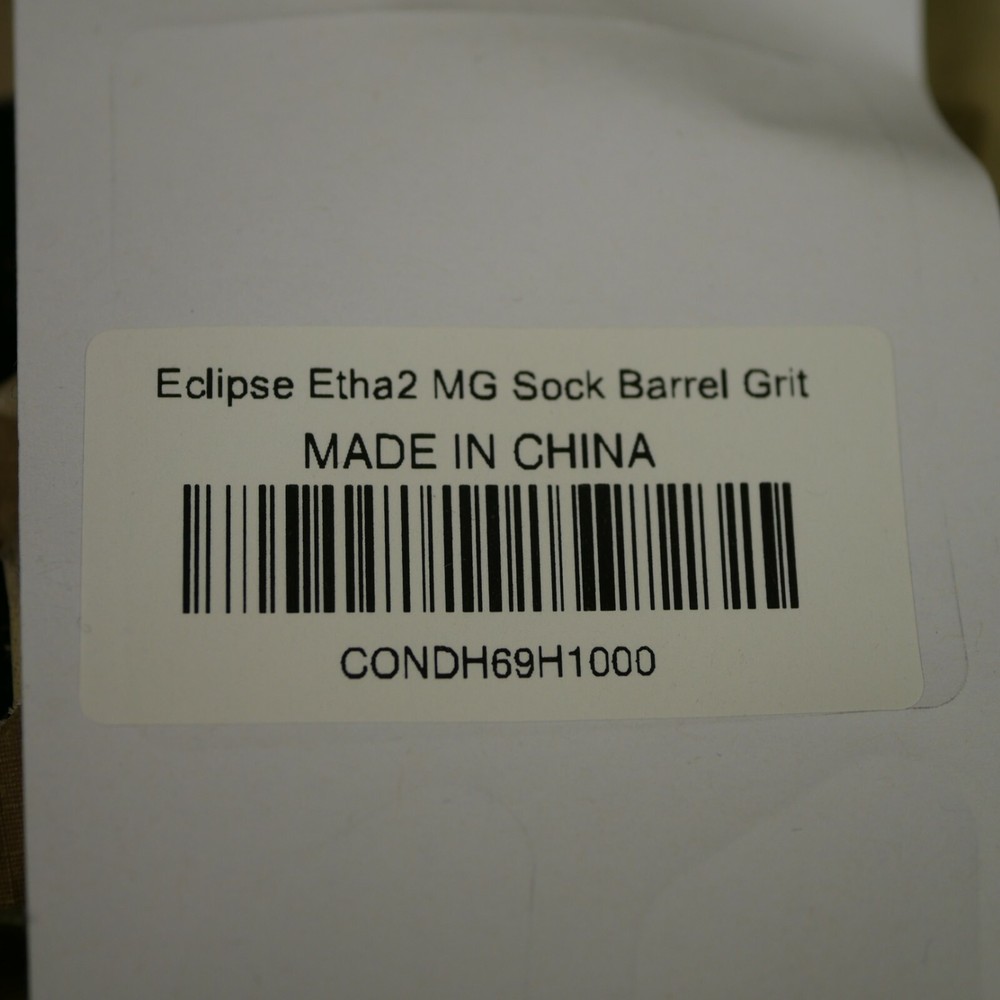 Eclipse Etha2 MG Sock Barrel Grit
MADE IN CHINA
CONDH69H1000